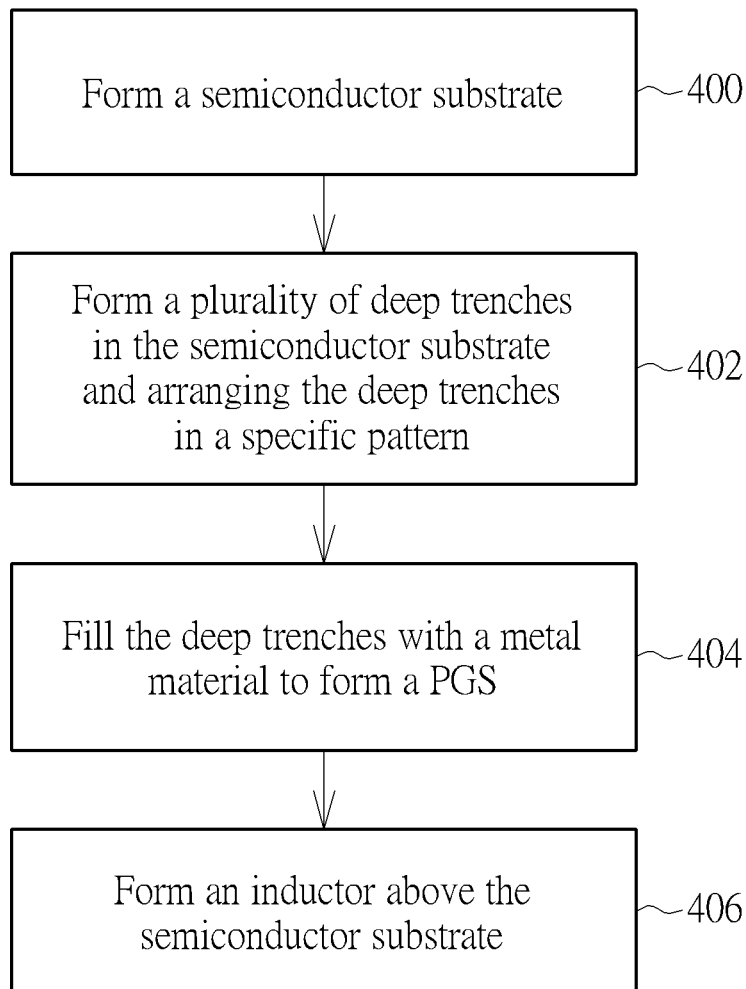 Form a semiconductor substrate
400
Form a plurality of deep trenches
in the semiconductor substrate
and arranging the deep trenches
in a specific pattern
402
Fill the deep trenches with a metal
material to form a PGS
404
Form an inductor above the
semiconductor substrate
406